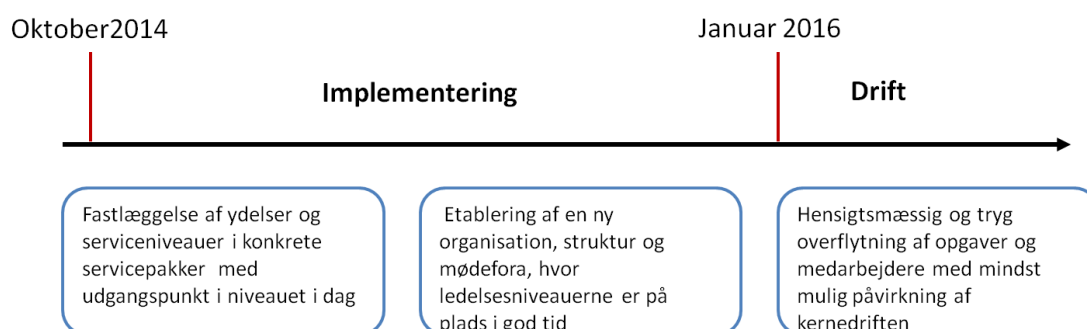 Oktober2014
Januar 2016
Implementering
Drift
Fastlæggelse af ydelser og
serviceniveauer i konkrete
servicepakker med
udgangspunkt i niveauet i dag
Etablering af en ny
organisation, struktur og
mødefora, hvor
ledelsesniveauerne er på
plads i god tid
Hensigtsmæssig og tryg
overflytning af opgaver og
medarbejdere med mindst
mulig påvirkning af
kernedriften